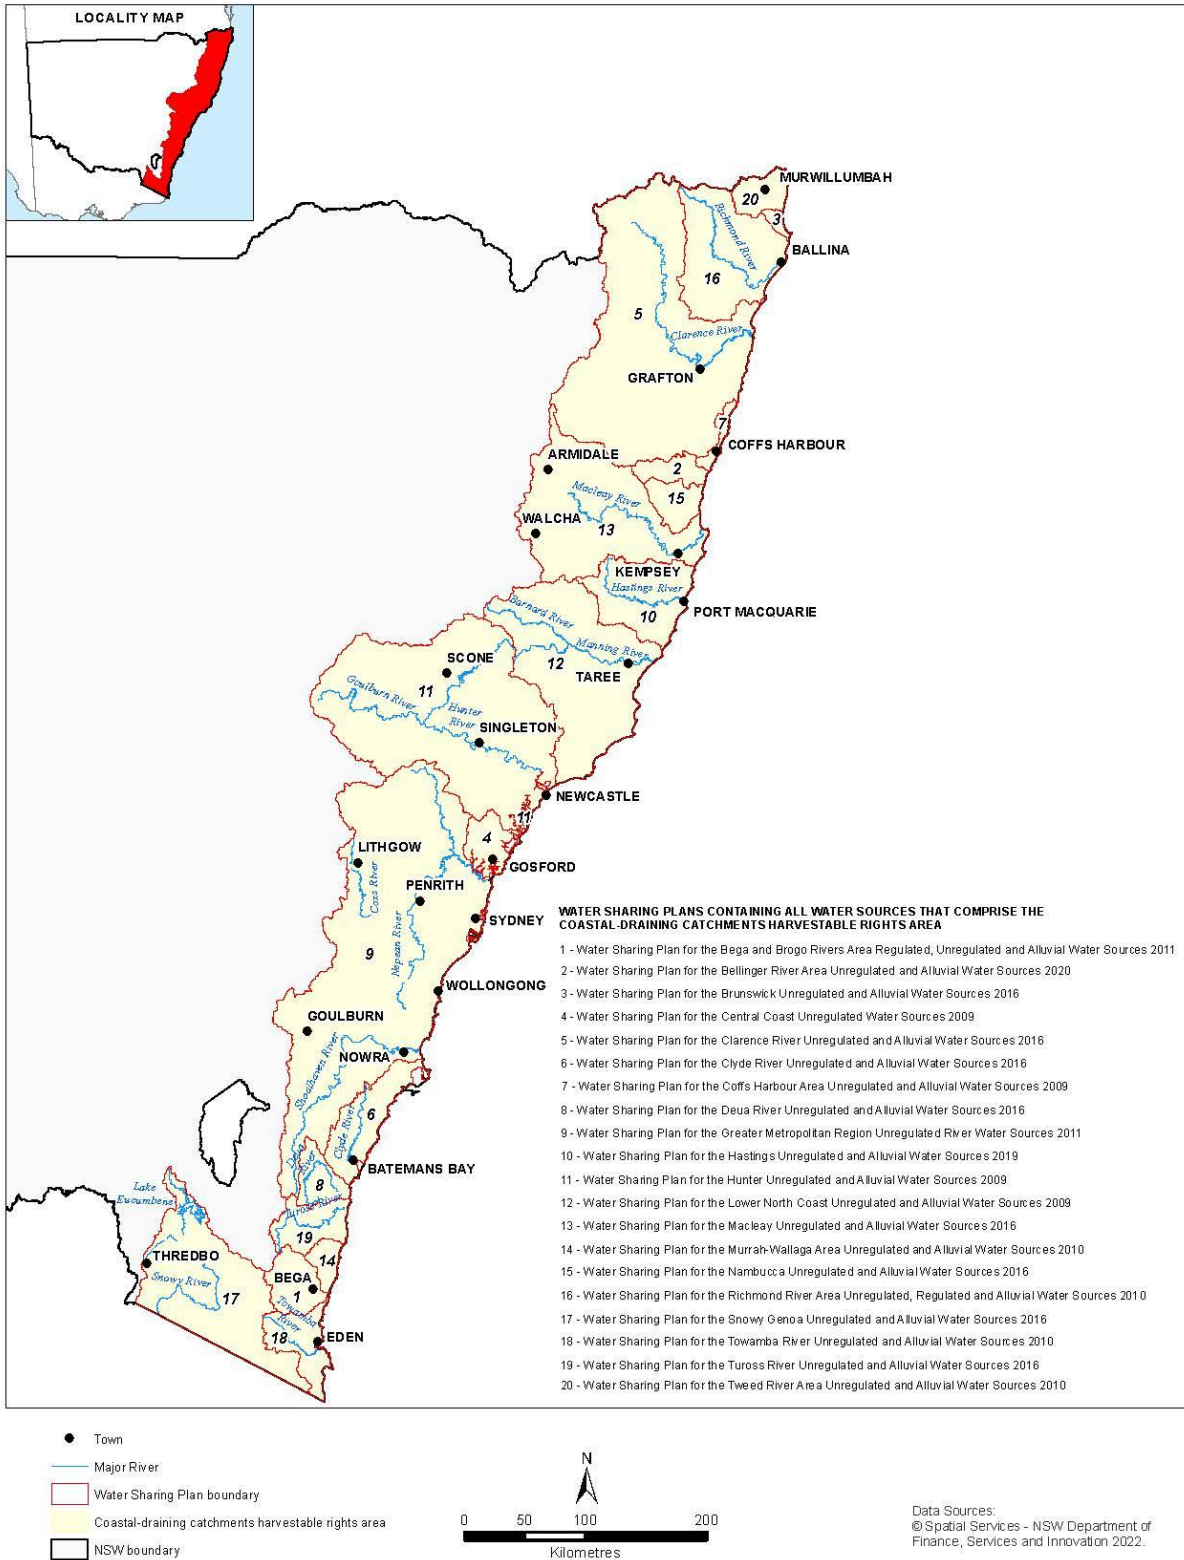 LOCALITY MAP
MURWILLUMBAH
20
3
Richmond River
BALLINA
16
5
Clarence River
GRAFTON
7
COFFS HARBOUR
ARMIDALE
2
Macleay River
15
WALCHA
13
KEMPSEY
Hastings River
PORT MACQUARIE
10
Barnard River
Manning River
SCONE
12
TAREE
11
Goulburn River
Hunter
River
SINGLETON
NEWCASTLE
11
4
LITHGOW
GOSFORD
Coxs River
PENRITH
SYDNEY
Nepean River
9
WOLLONGONG
GOULBURN
Shoalhaven River
NOWRA
6
Clyde River
Deua
River
BATEMANS BAY
8
Lake
Eucumbene
Tuross River
19
THREDBO
14
Snowy River
BEGA
17
1
Towamba
River
18
EDEN
WATER SHARING PLANS CONTAINING ALL WATER SOURCES THAT COMPRISE THE
COASTAL-DRAINING CATCHMENTS HARVESTABLE RIGHTS AREA
1 - Water Sharing Plan for the Bega and Brogo Rivers Area Regulated, Unregulated and Alluvial Water Sources 2011
2 - Water Sharing Plan for the Bellinger River Area Unregulated and Alluvial Water Sources 2020
3 - Water Sharing Plan for the Brunswick Unregulated and Alluvial Water Sources 2016
4 - Water Sharing Plan for the Central Coast Unregulated Water Sources 2009
5 - Water Sharing Plan for the Clarence River Unregulated and Alluvial Water Sources 2016
6 - Water Sharing Plan for the Clyde River Unregulated and Alluvial Water Sources 2016
7 - Water Sharing Plan for the Coffs Harbour Area Unregulated and Alluvial Water Sources 2009
8 - Water Sharing Plan for the Deua River Unregulated and Alluvial Water Sources 2016
9 - Water Sharing Plan for the Greater Metropolitan Region Unregulated River Water Sources 2011
10 - Water Sharing Plan for the Hastings Unregulated and Alluvial Water Sources 2019
11 - Water Sharing Plan for the Hunter Unregulated and Alluvial Water Sources 2009
12 - Water Sharing Plan for the Lower North Coast Unregulated and Alluvial Water Sources 2009
13 - Water Sharing Plan for the Macleay Unregulated and Alluvial Water Sources 2016
14 - Water Sharing Plan for the Murrah-Wallaga Area Unregulated and Alluvial Water Sources 2010
15 - Water Sharing Plan for the Nambucca Unregulated and Alluvial Water Sources 2016
16 - Water Sharing Plan for the Richmond River Area Unregulated, Regulated and Alluvial Water Sources 2010
17 - Water Sharing Plan for the Snowy Genoa Unregulated and Alluvial Water Sources 2016
18 - Water Sharing Plan for the Towamba River Unregulated and Alluvial Water Sources 2010
19 - Water Sharing Plan for the Tuross River Unregulated and Alluvial Water Sources 2016
20 - Water Sharing Plan for the Tweed River Area Unregulated and Alluvial Water Sources 2010
Town
Major River
Water Sharing Plan boundary
Coastal-draining catchments harvestable rights area
NSW boundary
N
0 50 100 200
Kilometres
Data Sources:
© Spatial Services - NSW Department of
Finance, Services and Innovation 2022.